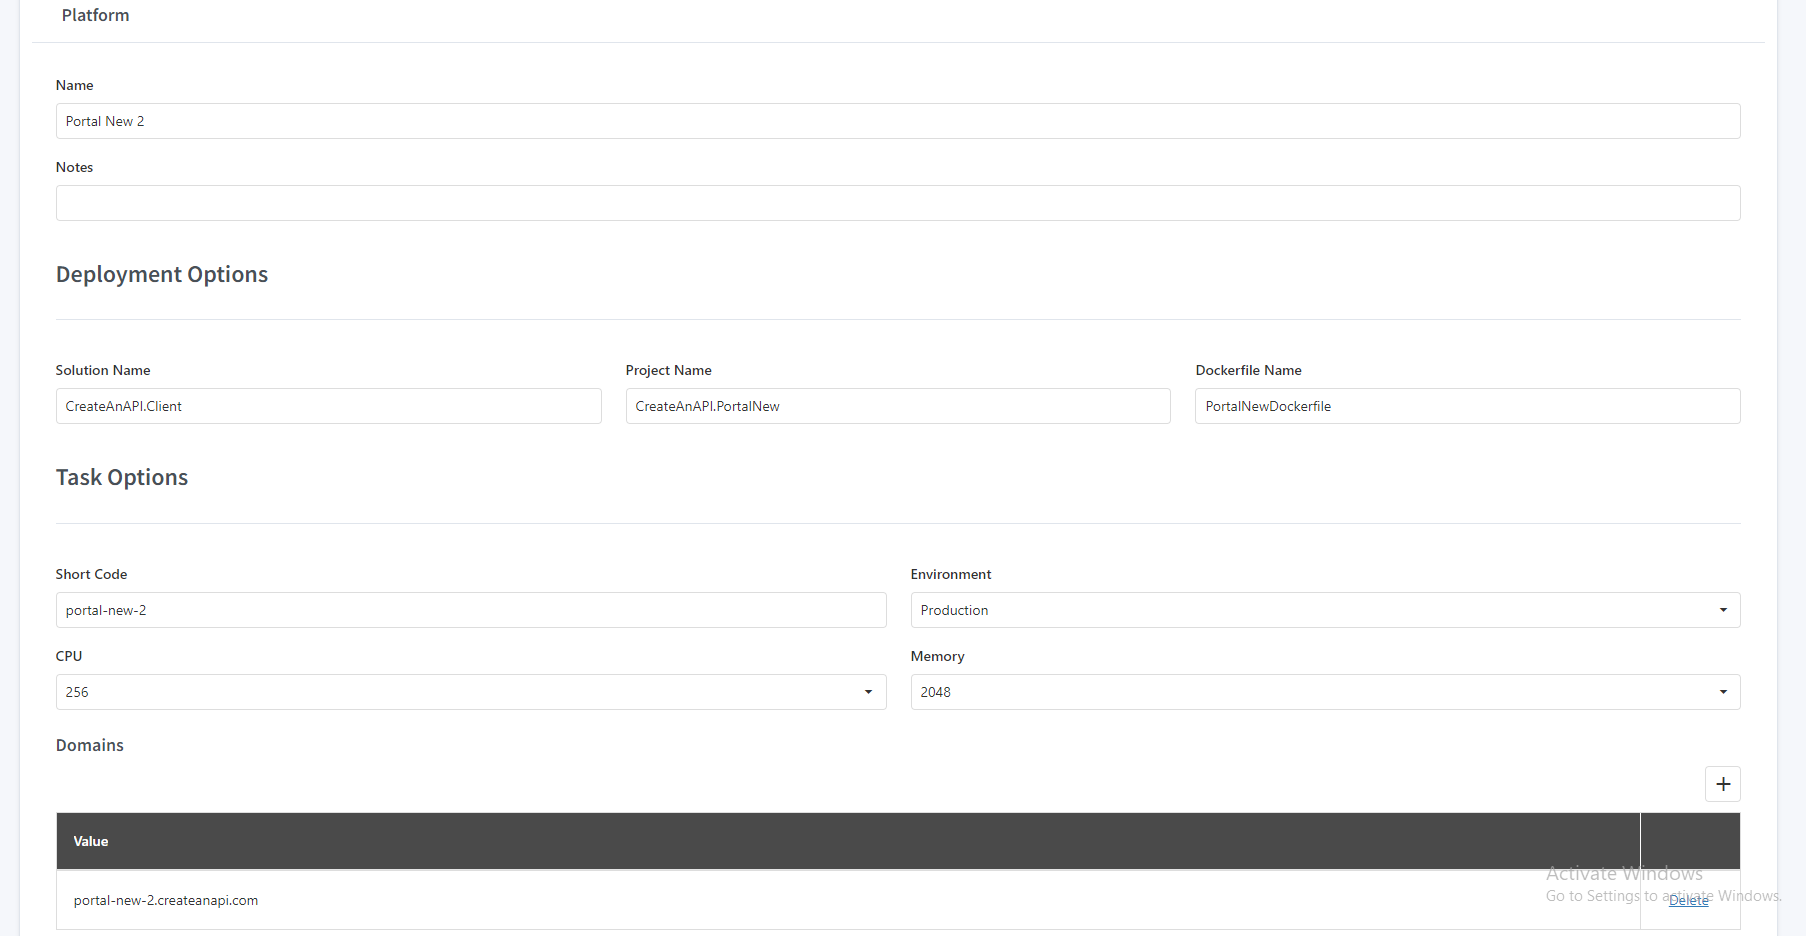 Platform
Name
Portal New 2
Notes
Deployment Options
Solution Name
Project Name
Dockerfile Name
CreateAnAPI.Client
CreateAnAPI.PortalNew
PortalNewDockerfile
Task Options
Short Code
Environment
portal-new-2
Production
CPU
Memory
256
2048
Domains
+
Value
portal-new-2.createanapi.com
Delete
Activate Windows
Go to Settings to activate Windows.